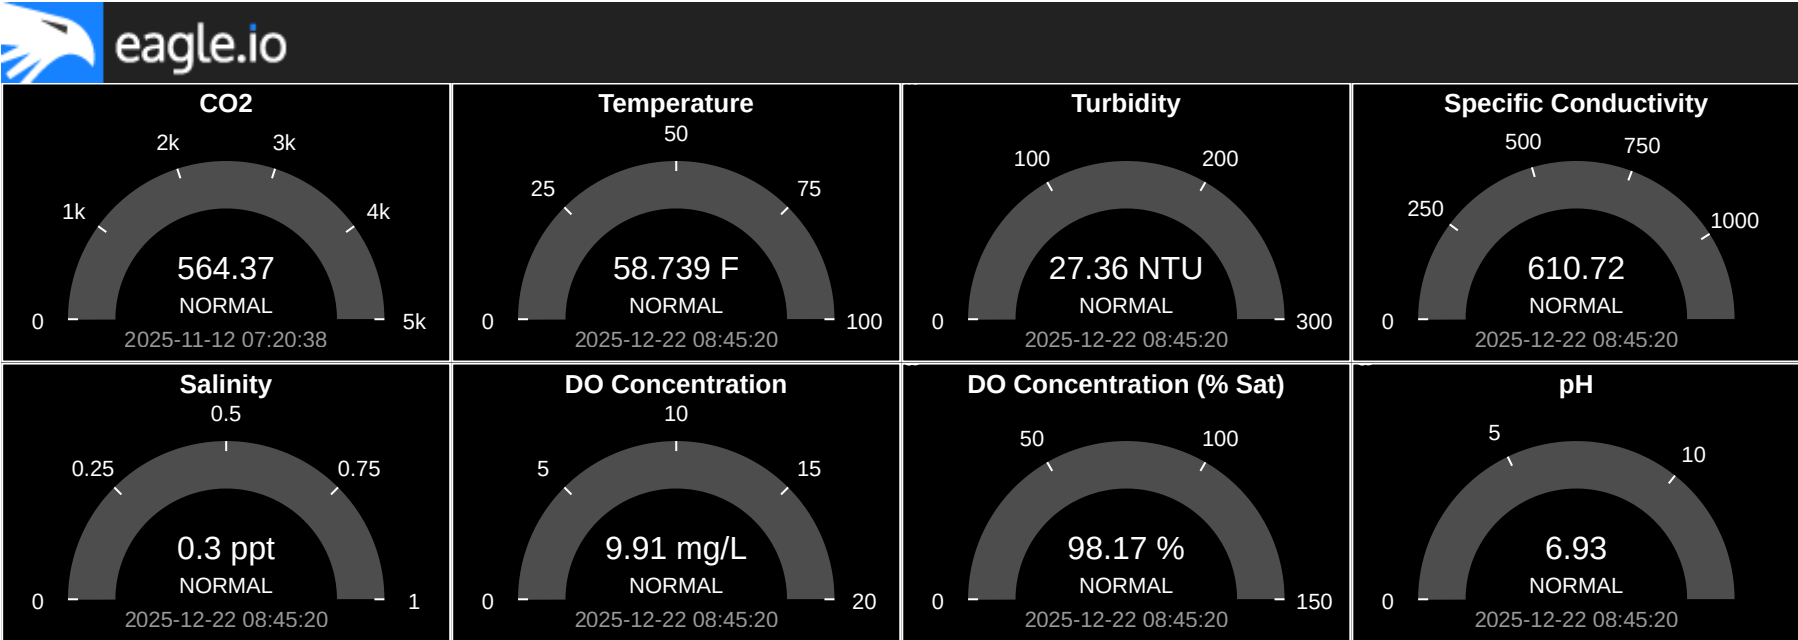 eagle.io
CO2
2k
3k
1k
4k
564.37
NORMAL
0
5k
2025-11-12 07:20:38
Temperature
50
25
75
58.739 F
NORMAL
0
100
2025-12-22 08:45:20
Turbidity
100
200
27.36 NTU
NORMAL
0
300
2025-12-22 08:45:20
Specific Conductivity
500
750
250
1000
610.72
NORMAL
0
2025-12-22 08:45:20
Salinity
0.5
0.25
0.75
0.3 ppt
NORMAL
0
1
2025-12-22 08:45:20
DO Concentration
10
5
15
9.91 mg/L
NORMAL
0
20
2025-12-22 08:45:20
DO Concentration (% Sat)
50
100
98.17 %
NORMAL
0
150
2025-12-22 08:45:20
pH
5
10
6.93
NORMAL
0
2025-12-22 08:45:20